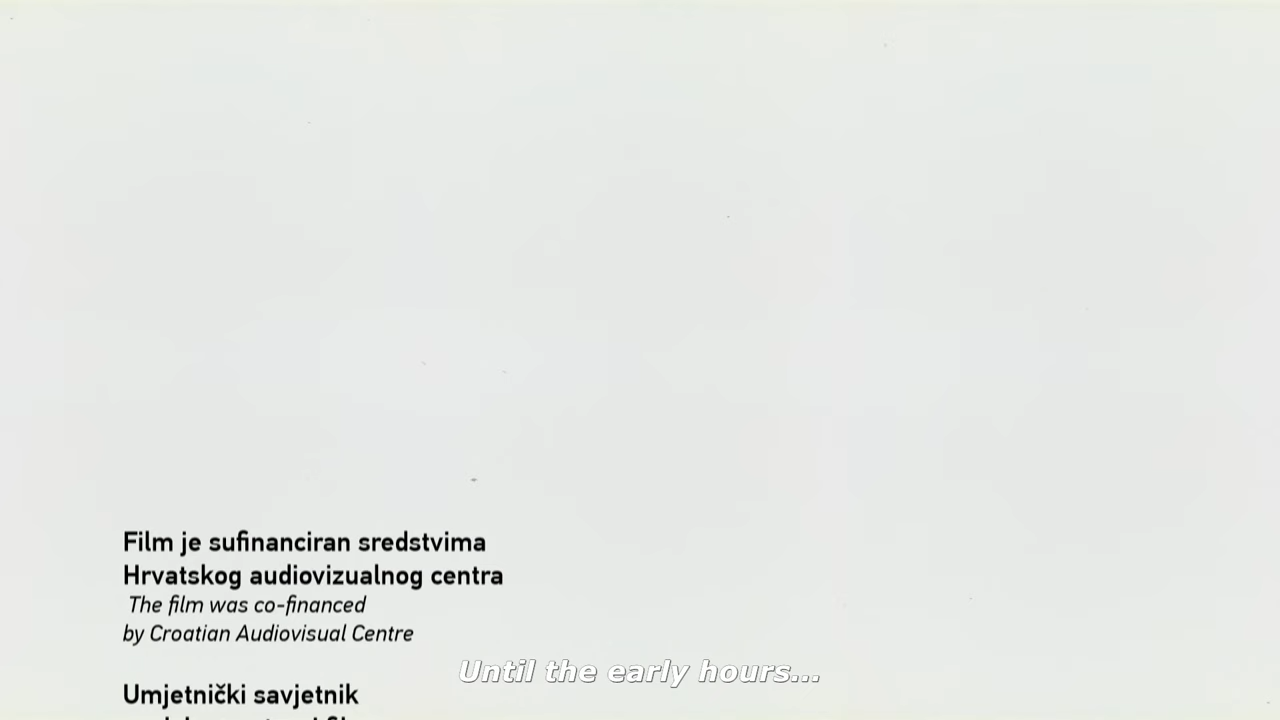 Film je sufinanciran sredstvima
Hrvatskog audiovizualnog centra
The film was co-financed
by Croatian Audiovisual Centre
Until the early hours...
Umjetnički savjetnik